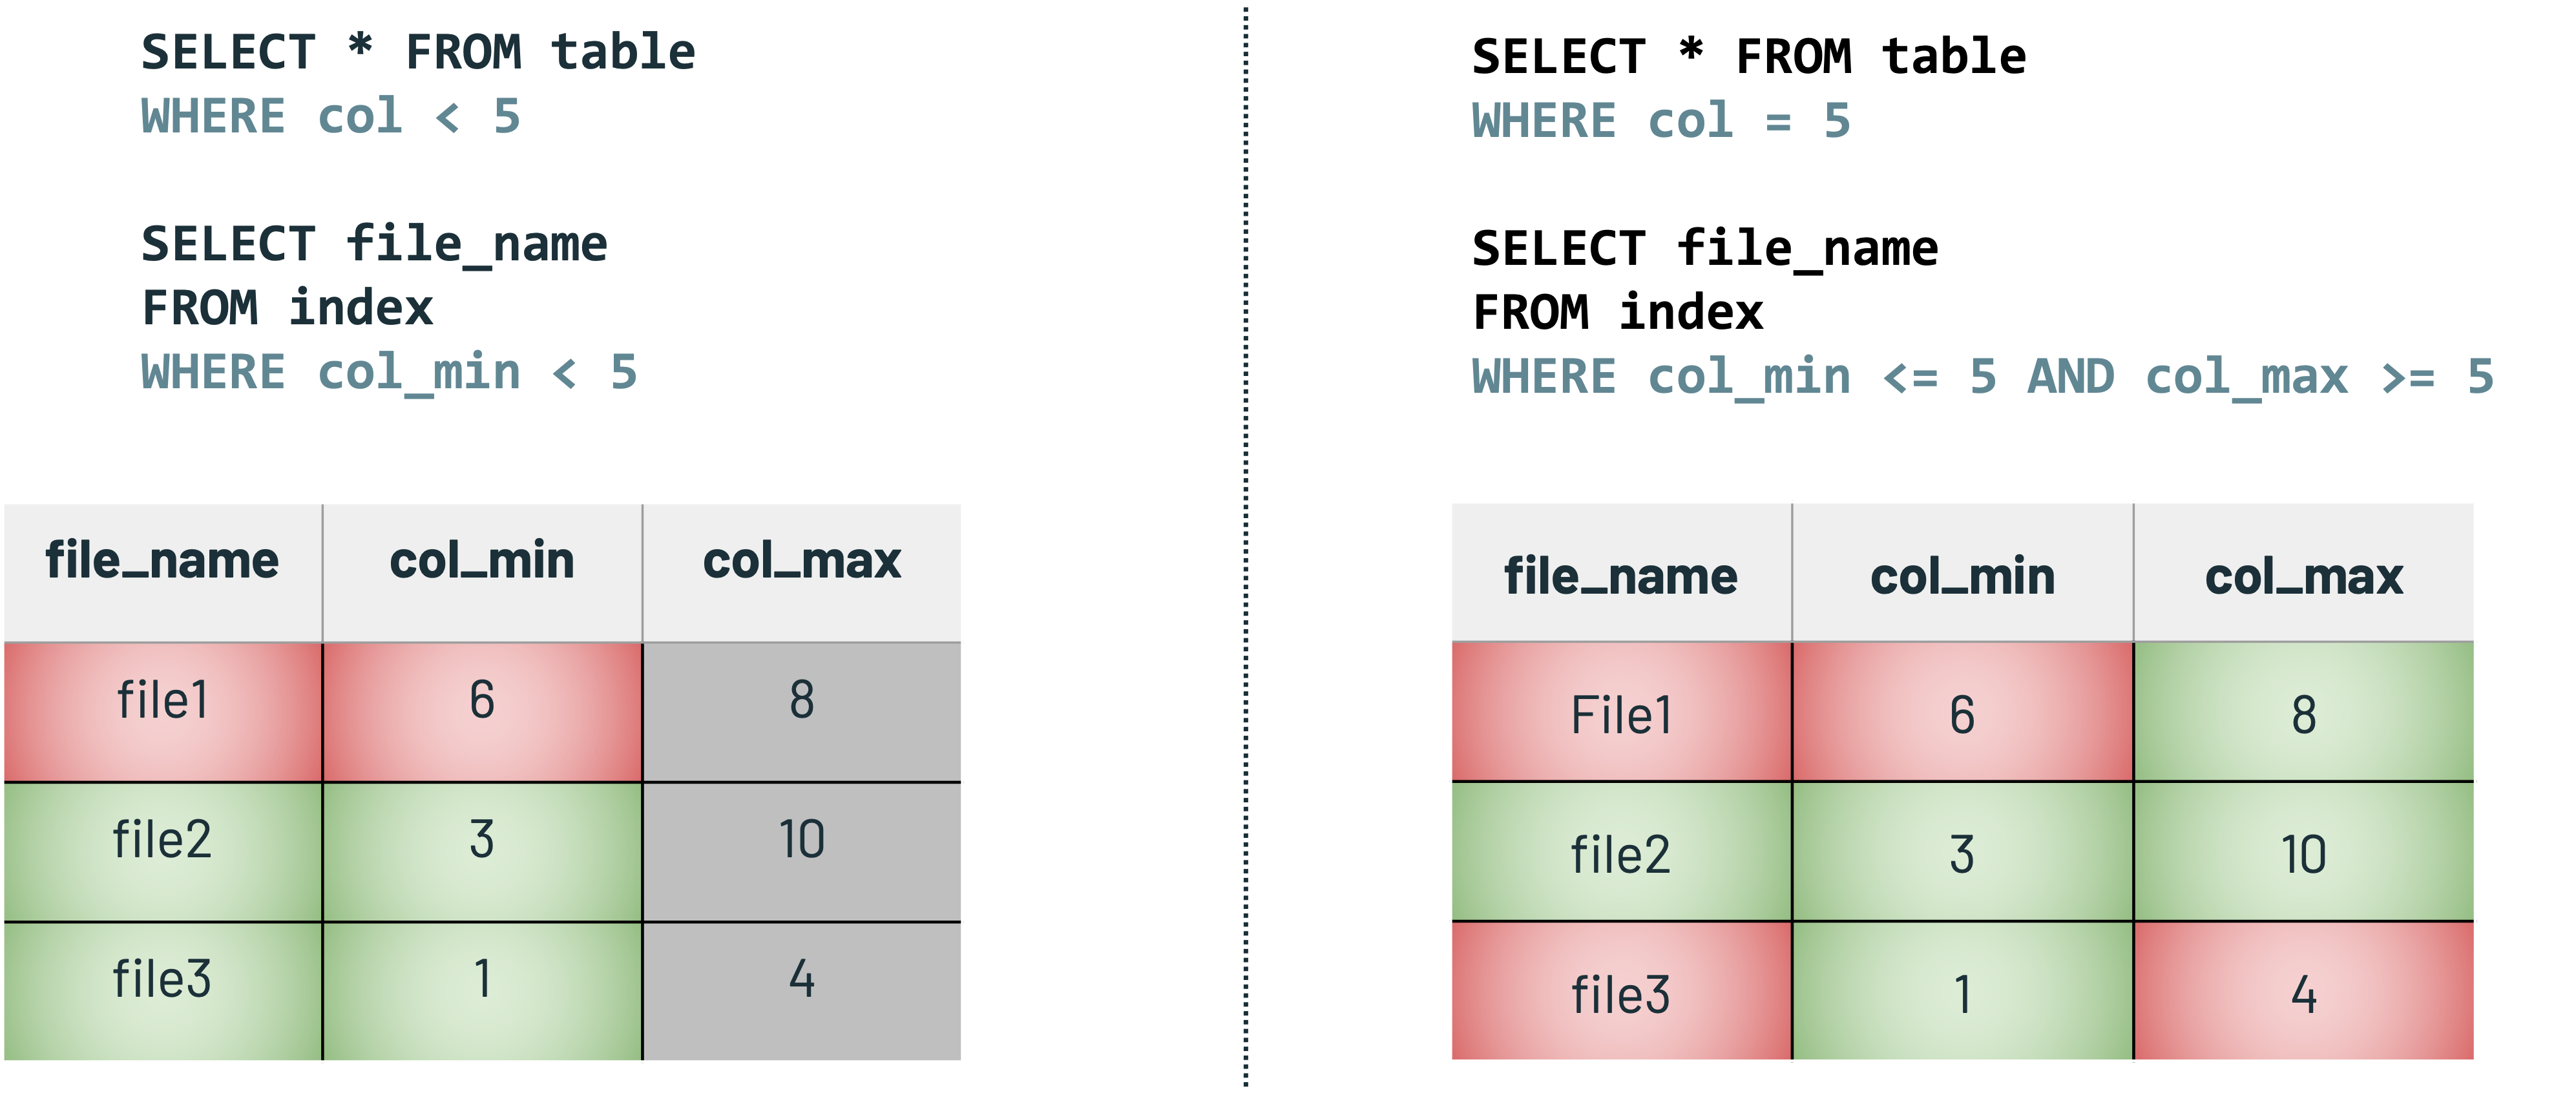 SELECT * FROM table
WHERE col < 5
SELECT file_name
FROM index
WHERE col_min < 5
file_name col_min col_max
file1 6 8
file2 3 10
file3 1 4
SELECT * FROM table
WHERE col = 5
SELECT file_name
FROM index
WHERE col_min <= 5 AND col_max >= 5
file_name col_min col_max
File1 6 8
file2 3 10
file3 1 4